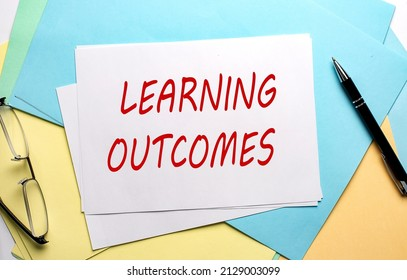 LEARNING
OUTCOMES
shutterstock.com · 2129003099